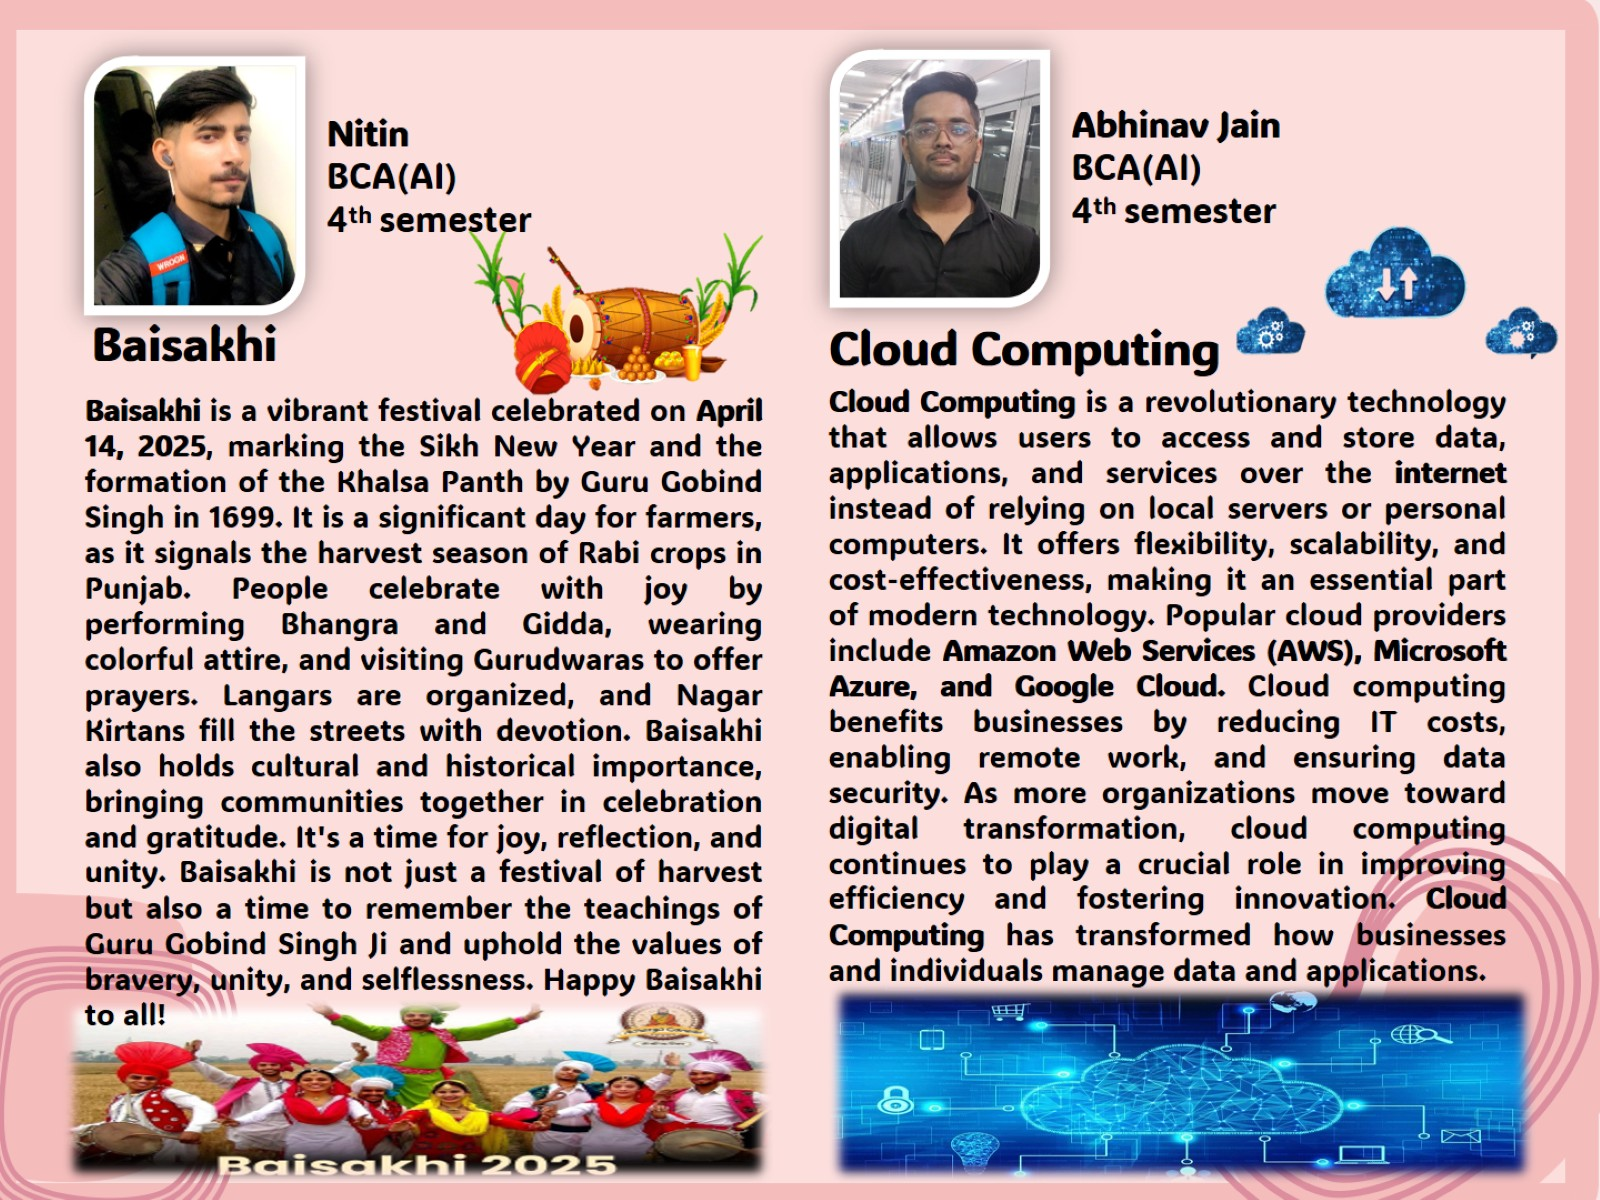 Nitin
BCA(AI)
4th semester
WROGN
Baisakhi
Baisakhi is a vibrant festival celebrated on April
14, 2025, marking the Sikh New Year and the
formation of the Khalsa Panth by Guru Gobind
Singh in 1699. It is a significant day for farmers,
as it signals the harvest season of Rabi crops in
Punjab. People celebrate with joy by
performing Bhangra and Gidda, wearing
colorful attire, and visiting Gurudwaras to offer
prayers. Langars are organized, and Nagar
Kirtans fill the streets with devotion. Baisakhi
also holds cultural and historical importance,
bringing communities together in celebration
and gratitude. It's a time for joy, reflection, and
unity. Baisakhi is not just a festival of harvest
but also a time to remember the teachings of
Guru Gobind Singh Ji and uphold the values of
bravery, unity, and selflessness. Happy Baisakhi
to all!
Baisakhi 2025
Abhinav Jain
BCA(AI)
4th semester
Cloud Computing
Cloud Computing is a revolutionary technology
that allows users to access and store data,
applications, and services over the internet
instead of relying on local servers or personal
computers. It offers flexibility, scalability, and
cost-effectiveness, making it an essential part
of modern technology. Popular cloud providers
include Amazon Web Services (AWS), Microsoft
Azure, and Google Cloud. Cloud computing
benefits businesses by reducing IT costs,
enabling remote work, and ensuring data
security. As more organizations move toward
digital transformation, cloud computing
continues to play a crucial role in improving
efficiency and fostering innovation. Cloud
Computing has transformed how businesses
and individuals manage data and applications.